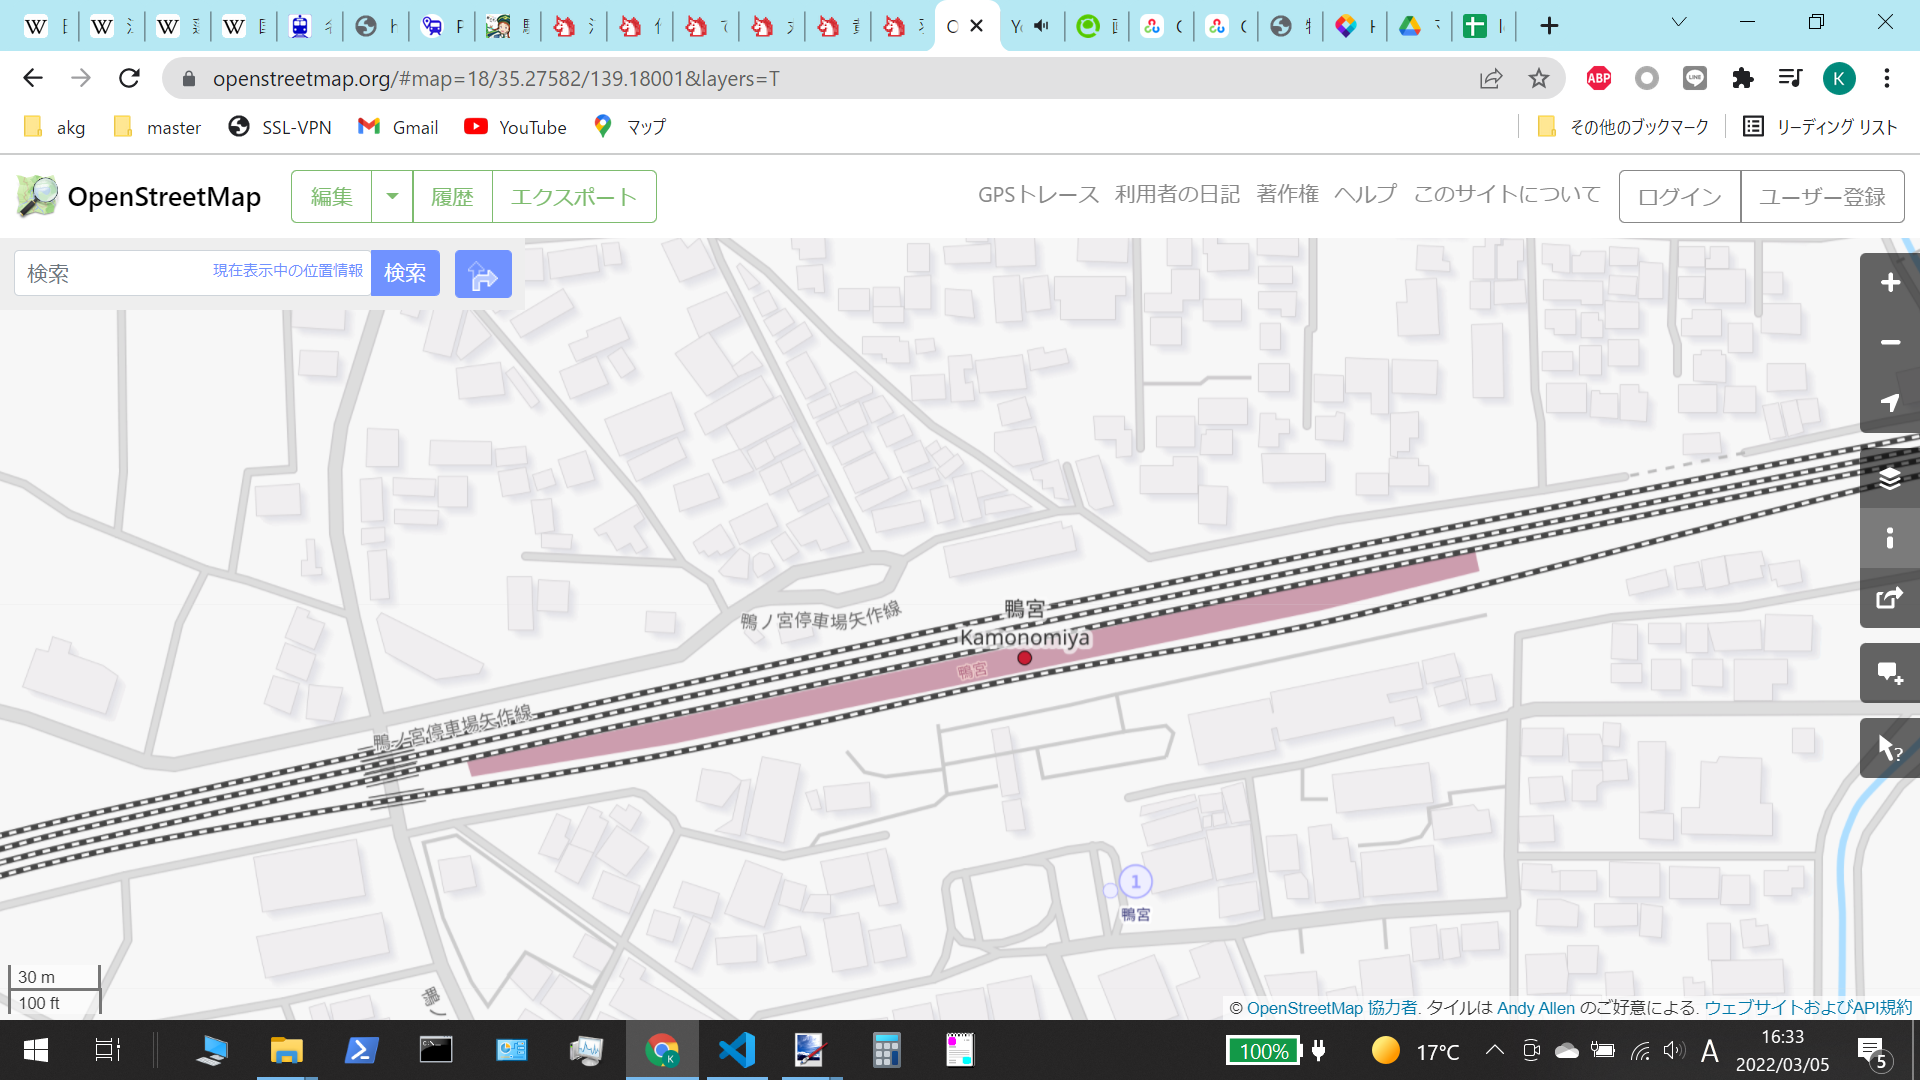 openstreetmap.org/#map=18/35.27582/139.18001&layers=T
ABP
LINE
K
akg
master
SSL-VPN
Gmail
YouTube
マップ
その他のブックマーク
リーディング リスト
OpenStreetMap
編集
履歴
エクスポート
GPSトレース
利用者の日記
著作権
ヘルプ
このサイトについて
ログイン
ユーザー登録
検索
現在表示中の位置情報
検索
鴨ノ宮停車場矢作線
鴨宮
Kamonomiya
鴨宮
鴨ノ宮停車場矢作線
1
鴨宮
30 m
100 ft
© OpenStreetMap 協力者. タイルは Andy Allen のご好意による. ウェブサイトおよびAPI規約
100%
17°C
A
16:33
2022/03/05
5